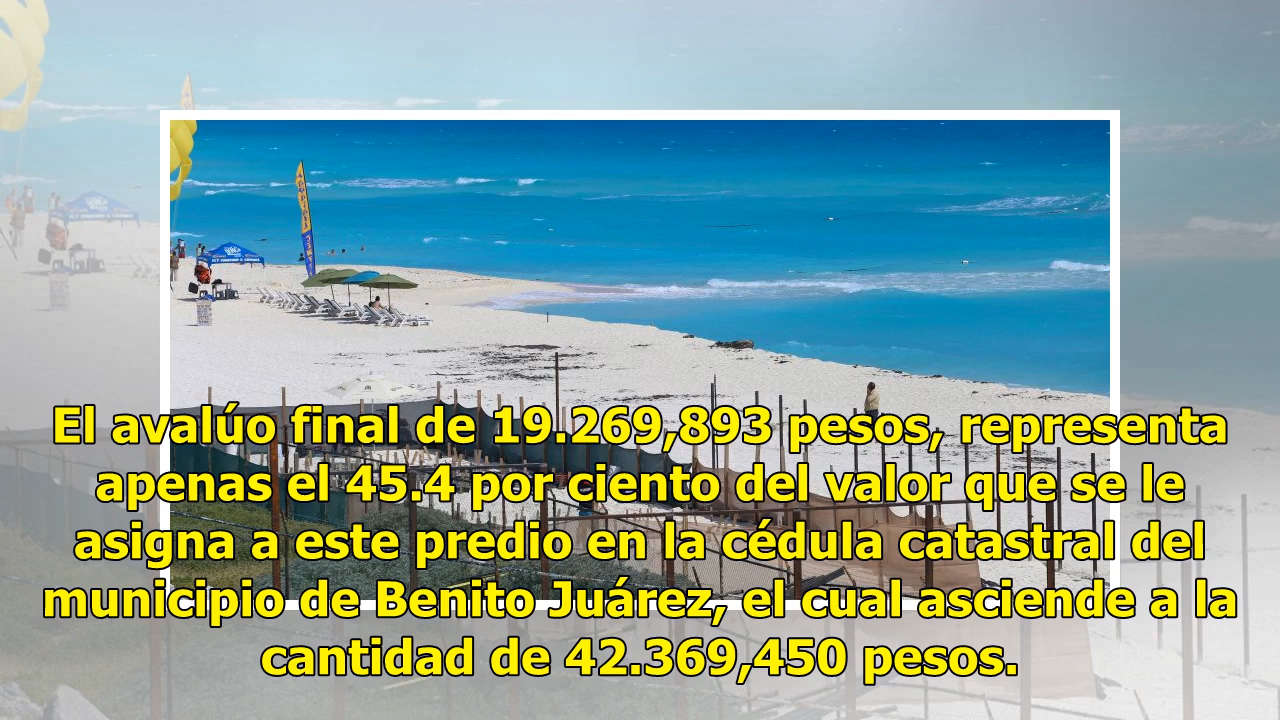 El avalúo final de 19.269,893 pesos, representa
apenas el 45.4 por ciento del valor que se le
asigna a este predio en la cédula catastral del
municipio de Benito Juárez, el cual asciende a la
cantidad de 42.369,450 pesos.